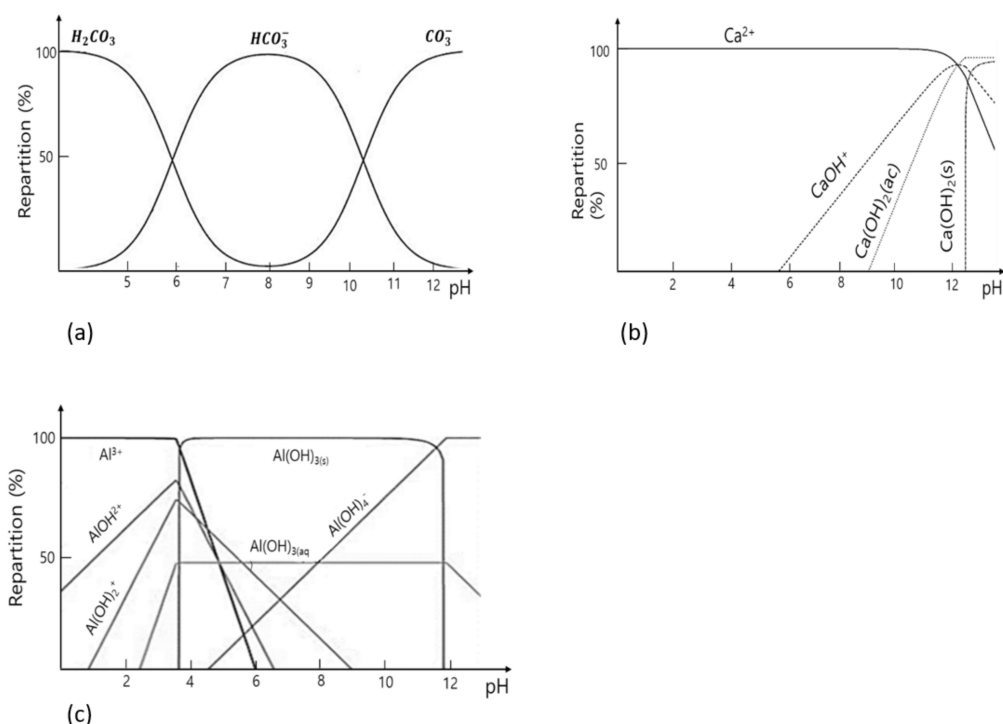 H₂CO₃ HCO₃⁻ CO₃⁻
100
50
Repartition (%)
5 6 7 8 9 10 11 12 pH
(a)
Ca²⁺
100
50
Repartition
(%)
CaOH⁺
Ca(OH)₂(ac)
Ca(OH)₂(s)
2 4 6 8 10 12 pH
(b)
100
50
Repartition (%)
Al³⁺ Al(OH)₃₍ₛ₎
AlOH²⁺
Al(OH)₂⁺
Al(OH)₃aq
Al(OH)₄⁻
2 4 6 8 10 12 pH
(c)